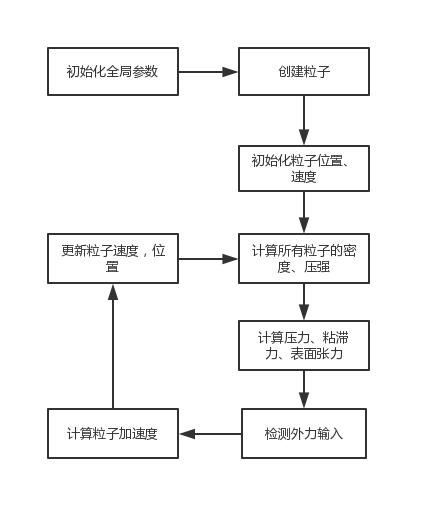 初始化全局参数
创建粒子
初始化粒子位置、
速度
更新粒子速度，位
置
计算所有粒子的密
度、压强
计算压力、粘滞
力、表面张力
计算粒子加速度
检测外力输入